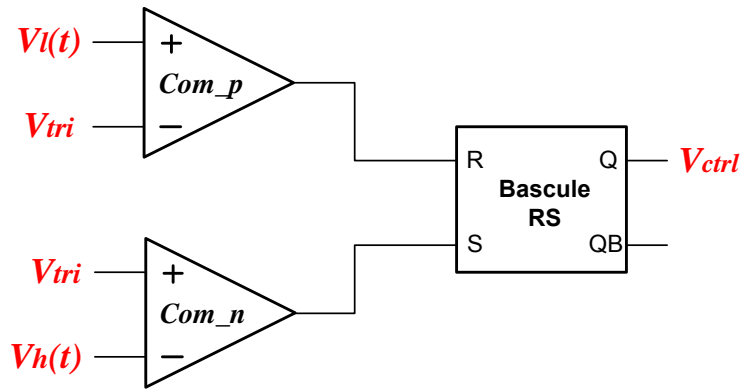 Vl(t)
+
Com_p
Vtri
−
R
Q
Vctrl
Bascule
RS
S
QB
Vtri
+
Com_n
Vh(t)
−